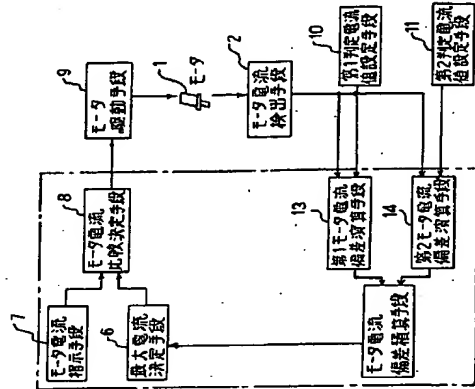 7
モータ電流
指示手段
6
最大電流
決定手段
8
モータ電流
比較決定手段
9
モータ
駆動手段
1
モータ
2
モータ電流
検出手段
10
第1判定電流
値設定手段
11
第2判定電流
値設定手段
13
第1モータ電流
偏差演算手段
14
第2モータ電流
偏差演算手段
モータ電流
偏差積算手段